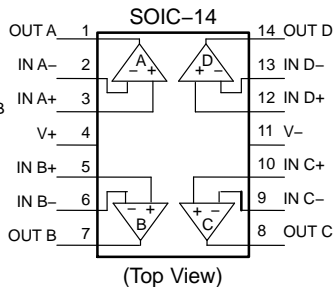 SOIC–14
OUT A 1 14 OUT D
A D
IN A– 2 – + + – 13 IN D–
IN A+ 3 12 IN D+
B
V+ 4 11 V–
IN B+ 5 10 IN C+
IN B– 6 – + + – 9 IN C–
B C
OUT B 7 8 OUT C
(Top View)